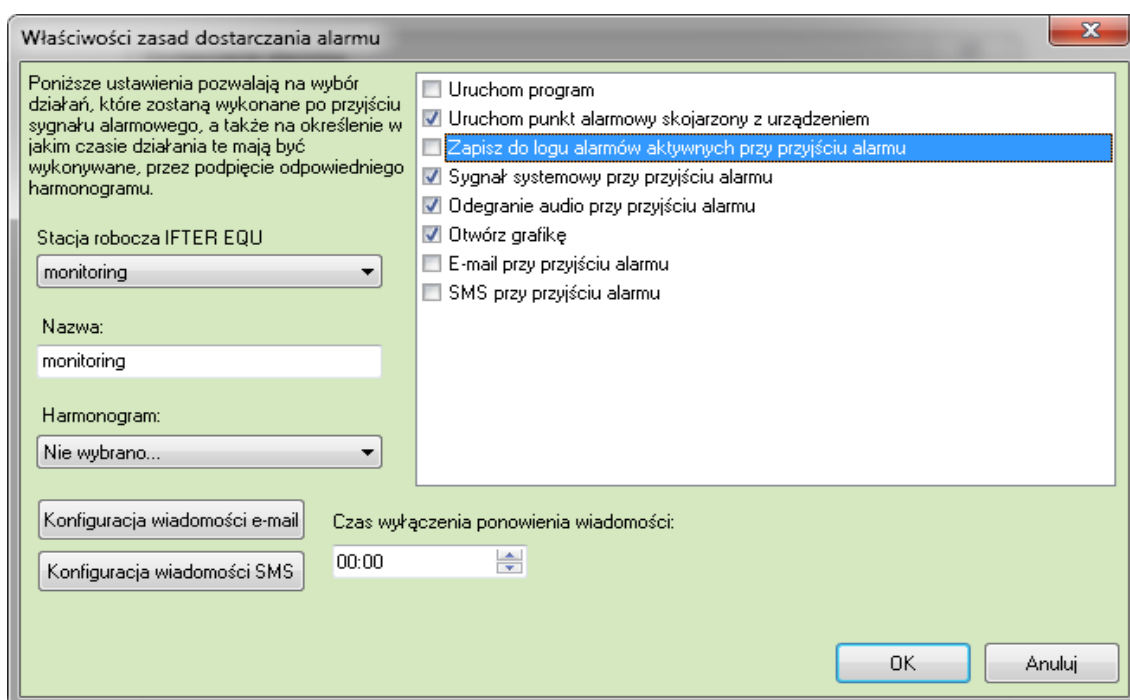 Właściwości zasad dostarczania alarmu
Poniższe ustawienia pozwalają na wybór
działań, które zostaną wykonane po przyjściu
sygnału alarmowego, a także na określenie w
jakim czasie działania te mają być
wykonywane, przez podpięcie odpowiedniego
harmonogramu.
Stacja robocza IFTER EQU
monitoring
Nazwa:
monitoring
Harmonogram:
Nie wybrano...
Uruchom program
Uruchom punkt alarmowy skojarzony z urządzeniem
Zapisz do logu alarmów aktywnych przy przyjściu alarmu
Sygnał systemowy przy przyjściu alarmu
Odegranie audio przy przyjściu alarmu
Otwórz grafikę
E-mail przy przyjściu alarmu
SMS przy przyjściu alarmu
Konfiguracja wiadomości e-mail
Konfiguracja wiadomości SMS
Czas wyłączenia ponowienia wiadomości:
00:00
OK
Anuluj